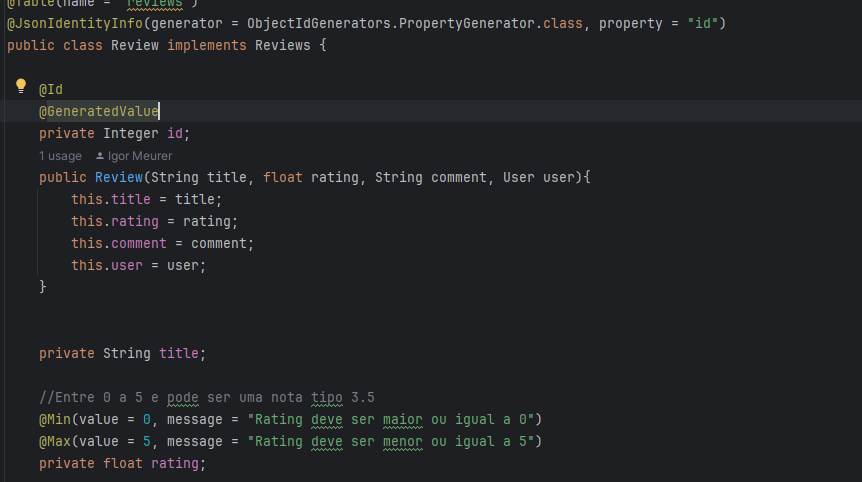 @Table(name = "reviews")
@JsonIdentityInfo(generator = ObjectIdGenerators.PropertyGenerator.class, property = "id")
public class Review implements Reviews {
@Id
@GeneratedValue
private Integer id;
1 usage Igor Meurer
public Review(String title, float rating, String comment, User user){
this.title = title;
this.rating = rating;
this.comment = comment;
this.user = user;
}
private String title;
//Entre 0 a 5 e pode ser uma nota tipo 3.5
@Min(value = 0, message = "Rating deve ser maior ou igual a 0")
@Max(value = 5, message = "Rating deve ser menor ou igual a 5")
private float rating;